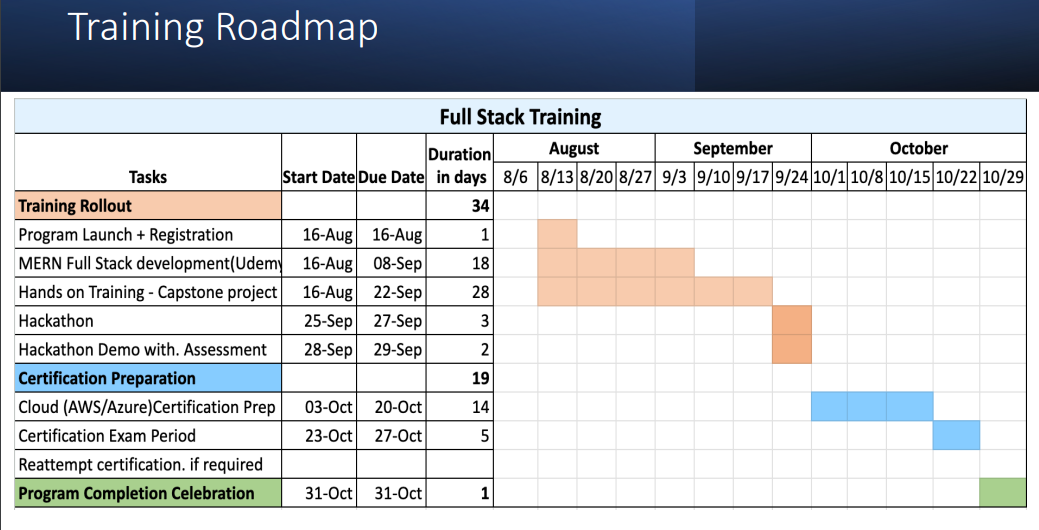 Training Roadmap
Full Stack Training
Tasks Start Date Due Date Duration in days August September October
8/6 8/13 8/20 8/27 9/3 9/10 9/17 9/24 10/1 10/8 10/15 10/22 10/29
Training Rollout 34
Program Launch + Registration 16-Aug 16-Aug 1
MERN Full Stack development(Udemy 16-Aug 08-Sep 18
Hands on Training - Capstone project 16-Aug 22-Sep 28
Hackathon 25-Sep 27-Sep 3
Hackathon Demo with. Assessment 28-Sep 29-Sep 2
Certification Preparation 19
Cloud (AWS/Azure)Certification Prep 03-Oct 20-Oct 14
Certification Exam Period 23-Oct 27-Oct 5
Reattempt certification. if required
Program Completion Celebration 31-Oct 31-Oct 1